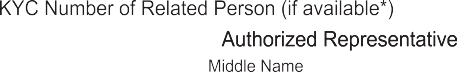 KYC Number of Related Person (if available*)
Authorized Representative
Middle Name